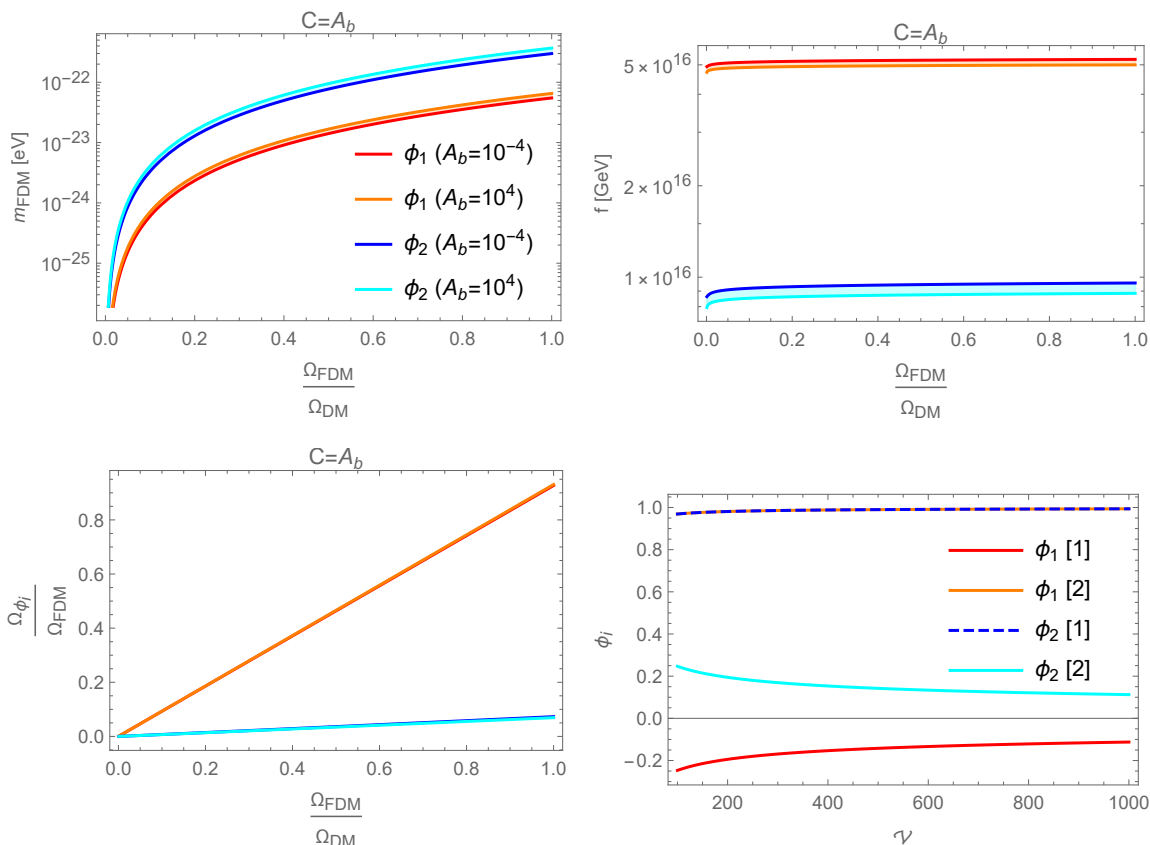 C=A_b
m_FDM [eV]
10^-22
10^-23
10^-24
10^-25
ϕ_1 (A_b=10^-4)
ϕ_1 (A_b=10^4)
ϕ_2 (A_b=10^-4)
ϕ_2 (A_b=10^4)
0.0 0.2 0.4 0.6 0.8 1.0
Ω_FDM
Ω_DM
C=A_b
f [GeV]
5×10^16
2×10^16
1×10^16
0.0 0.2 0.4 0.6 0.8 1.0
Ω_FDM
Ω_DM
C=A_b
Ω_ϕ_i
Ω_FDM
0.8
0.6
0.4
0.2
0.0
0.0 0.2 0.4 0.6 0.8 1.0
Ω_FDM
Ω_DM
ϕ_i
1.0
0.8
0.6
0.4
0.2
0.0
-0.2
ϕ_1 [1]
ϕ_1 [2]
ϕ_2 [1]
ϕ_2 [2]
200 400 600 800 1000
𝒱